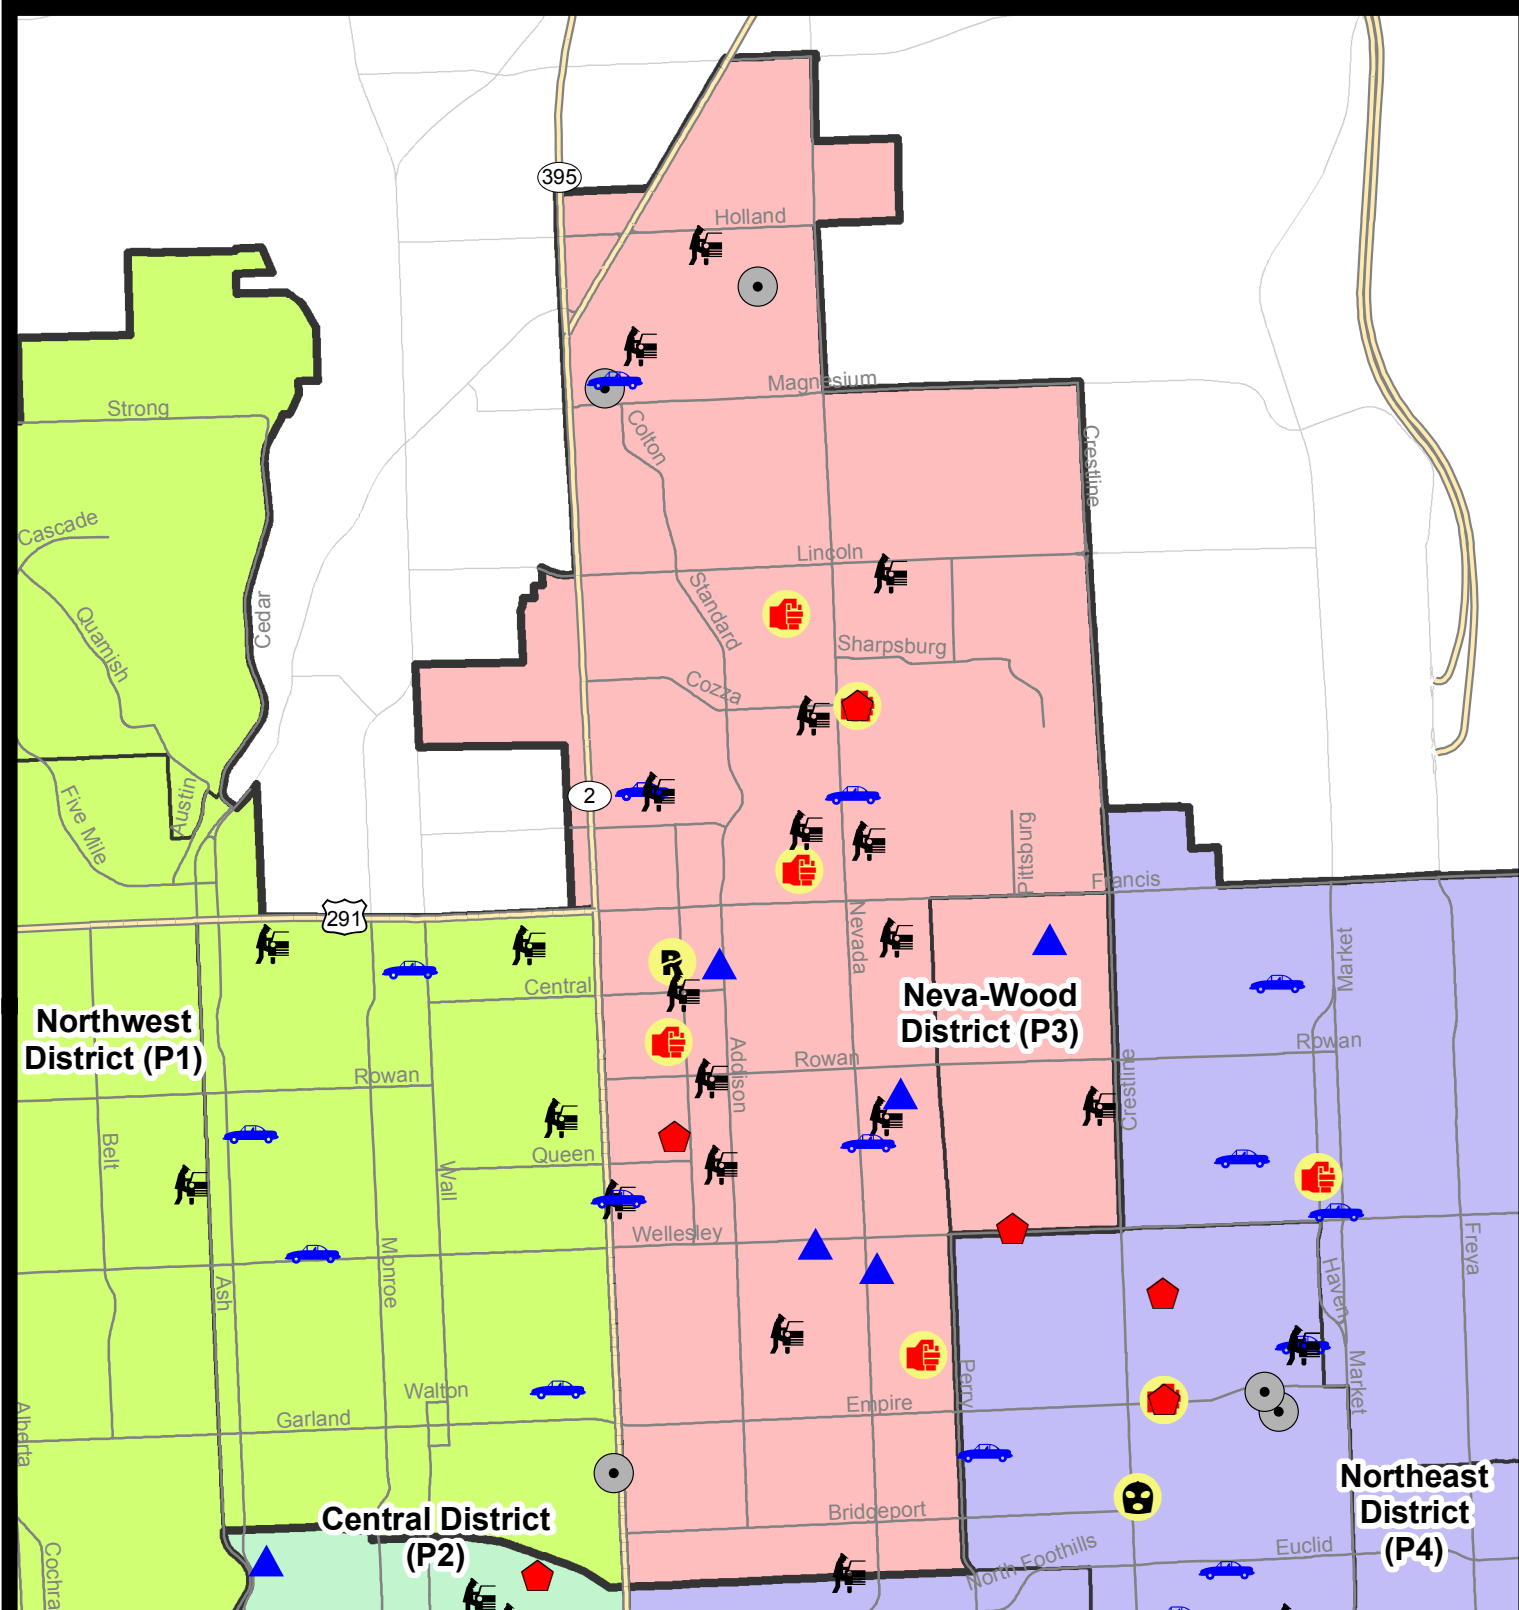 395
Holland
Magnesium
Strong
Colton
Crestline
Cascade
Lincoln
Standard
Cedar
Quamish
Sharpsburg
Cozza
2
Austin
Five Mile
Pittsburg
Francis
291
Nevada
Market
Central
Neva-Wood
District (P3)
Northwest
District (P1)
Rowan
Rowan
Rowan
Addison
Crestline
Belt
Queen
Wall
Wellesley
Freya
Monroe
Ash
Haven
Perry
Market
Walton
Empire
Garland
Alberta
Northeast
District
(P4)
Central District
(P2)
Bridgeport
Euclid
North Foothills
Cochra